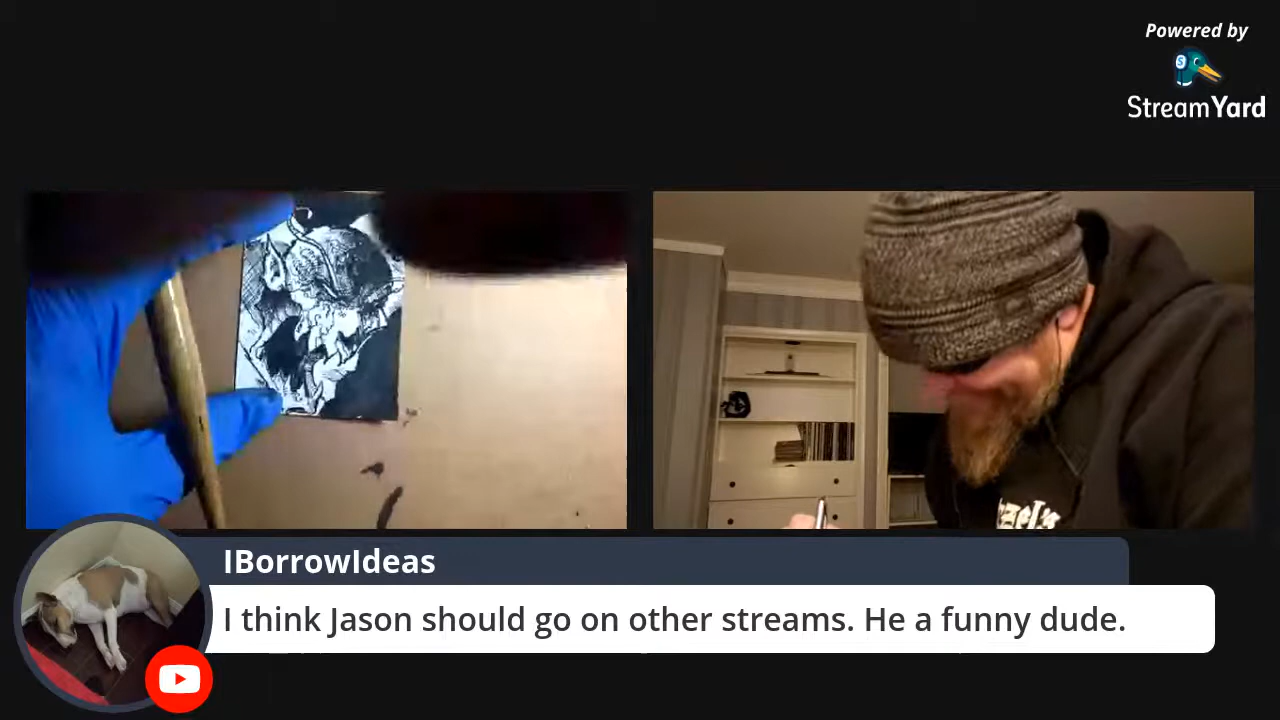 Powered by
StreamYard
IBorrowIdeas
I think Jason should go on other streams. He a funny dude.